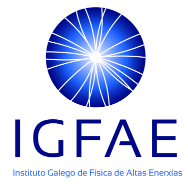 IGFAE
Instituto Galego de Física de Altas Enerxías